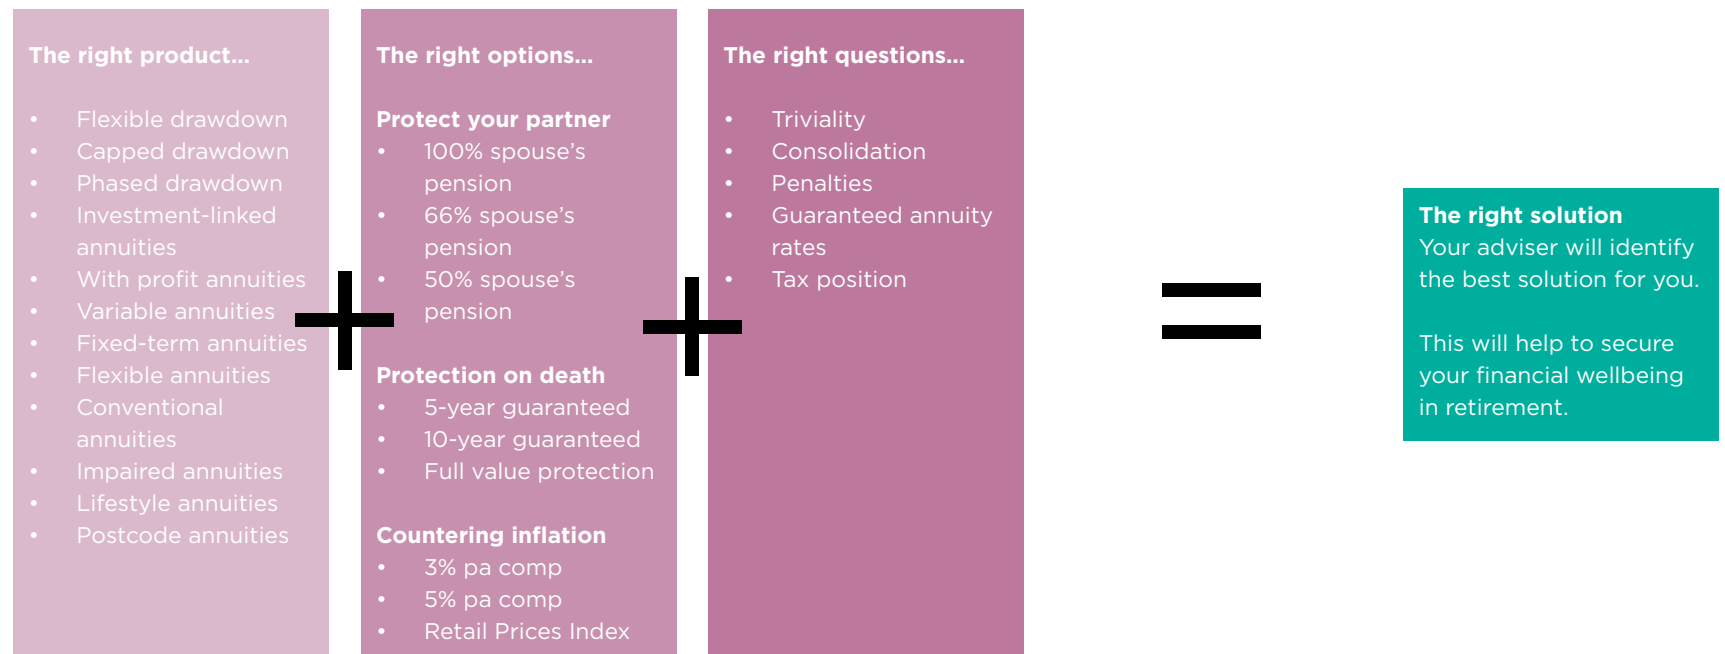 The right product...
• Flexible drawdown
• Capped drawdown
• Phased drawdown
• Investment-linked
annuities
• With profit annuities
• Variable annuities
• Fixed-term annuities
• Flexible annuities
• Conventional
annuities
• Impaired annuities
• Lifestyle annuities
• Postcode annuities
+
The right options...
Protect your partner
• 100% spouse's
pension
• 66% spouse's
pension
• 50% spouse's
pension
Protection on death
• 5-year guaranteed
• 10-year guaranteed
• Full value protection
Countering inflation
• 3% pa comp
• 5% pa comp
• Retail Prices Index
+
The right questions...
• Triviality
• Consolidation
• Penalties
• Guaranteed annuity
rates
• Tax position
=
The right solution
Your adviser will identify
the best solution for you.
This will help to secure
your financial wellbeing
in retirement.